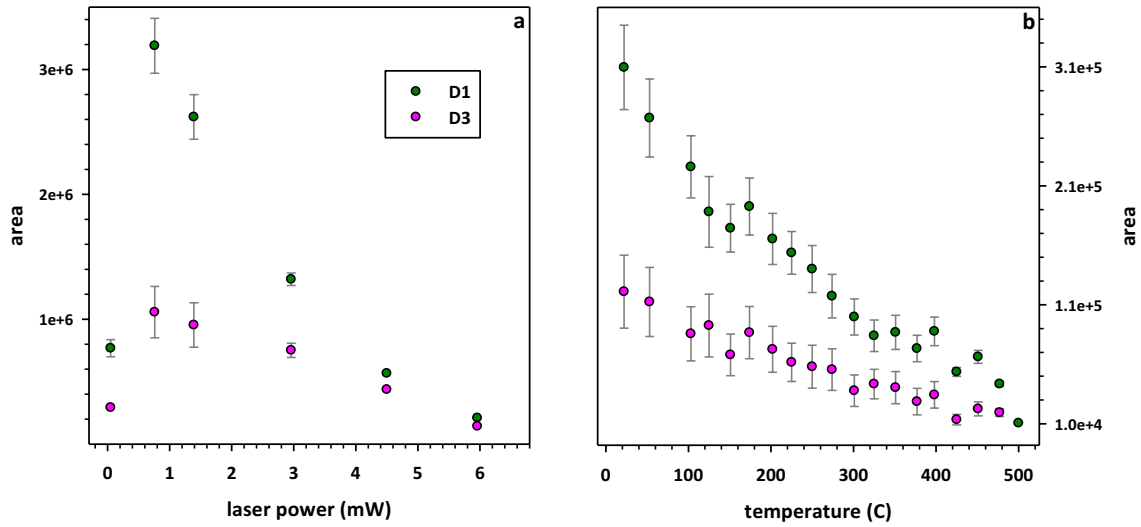 a
3e+6
2e+6
1e+6
area
D1
D3
0 1 2 3 4 5 6
laser power (mW)
b
3.1e+5
2.1e+5
1.1e+5
1.0e+4
area
0 100 200 300 400 500
temperature (C)